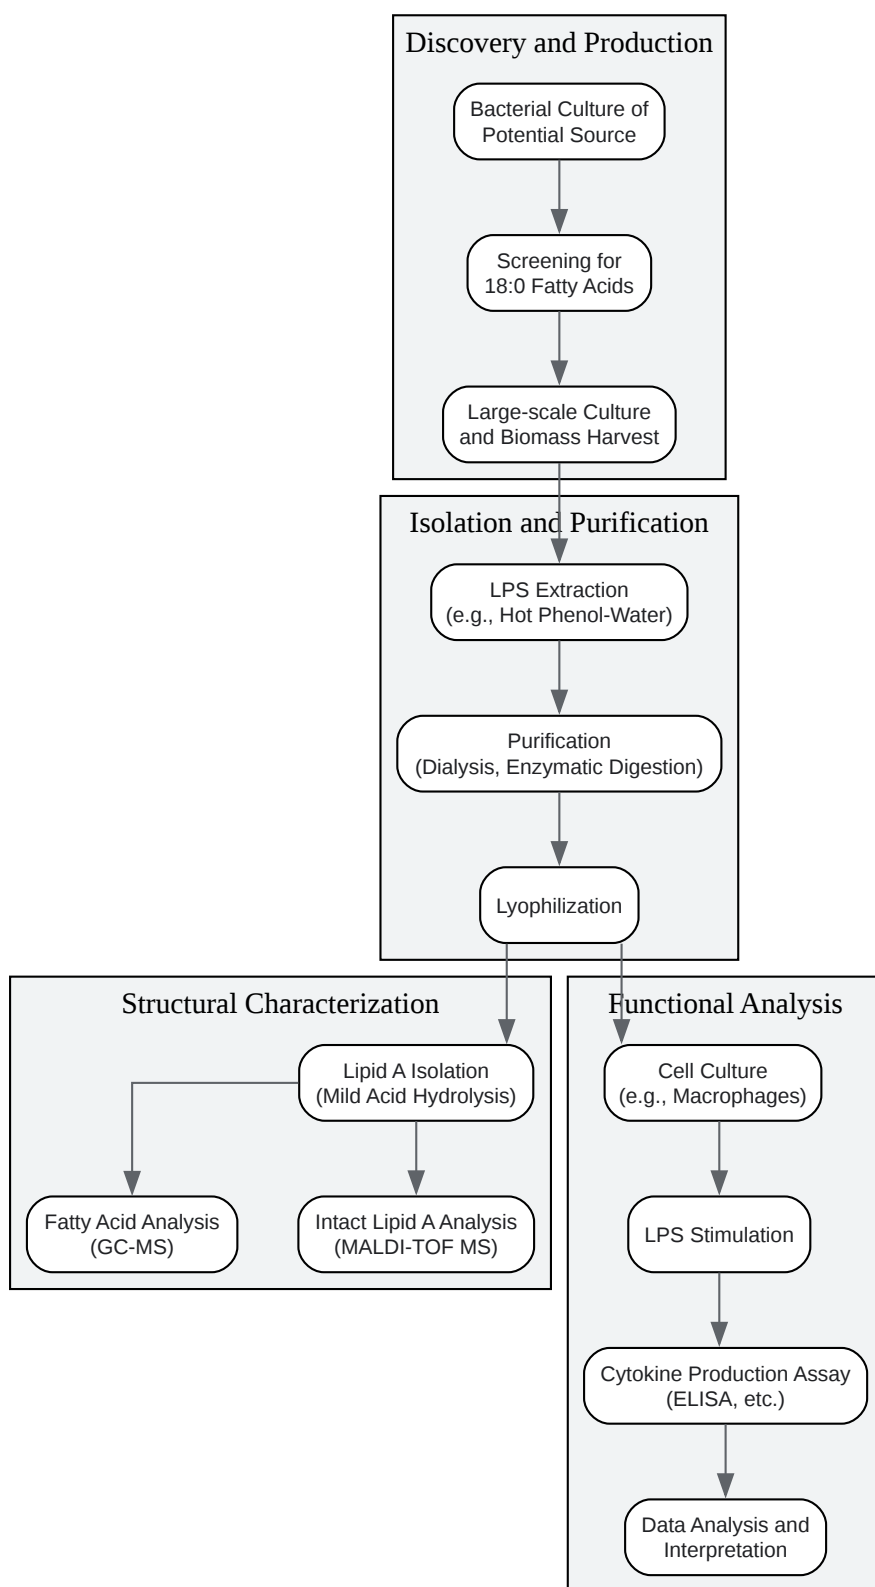 Discovery and Production
Bacterial Culture of
Potential Source
Screening for
18:0 Fatty Acids
Large-scale Culture
and Biomass Harvest
Isolation and Purification
LPS Extraction
(e.g., Hot Phenol-Water)
Purification
(Dialysis, Enzymatic Digestion)
Lyophilization
Structural Characterization
Lipid A Isolation
(Mild Acid Hydrolysis)
Fatty Acid Analysis
(GC-MS)
Intact Lipid A Analysis
(MALDI-TOF MS)
Functional Analysis
Cell Culture
(e.g., Macrophages)
LPS Stimulation
Cytokine Production Assay
(ELISA, etc.)
Data Analysis and
Interpretation